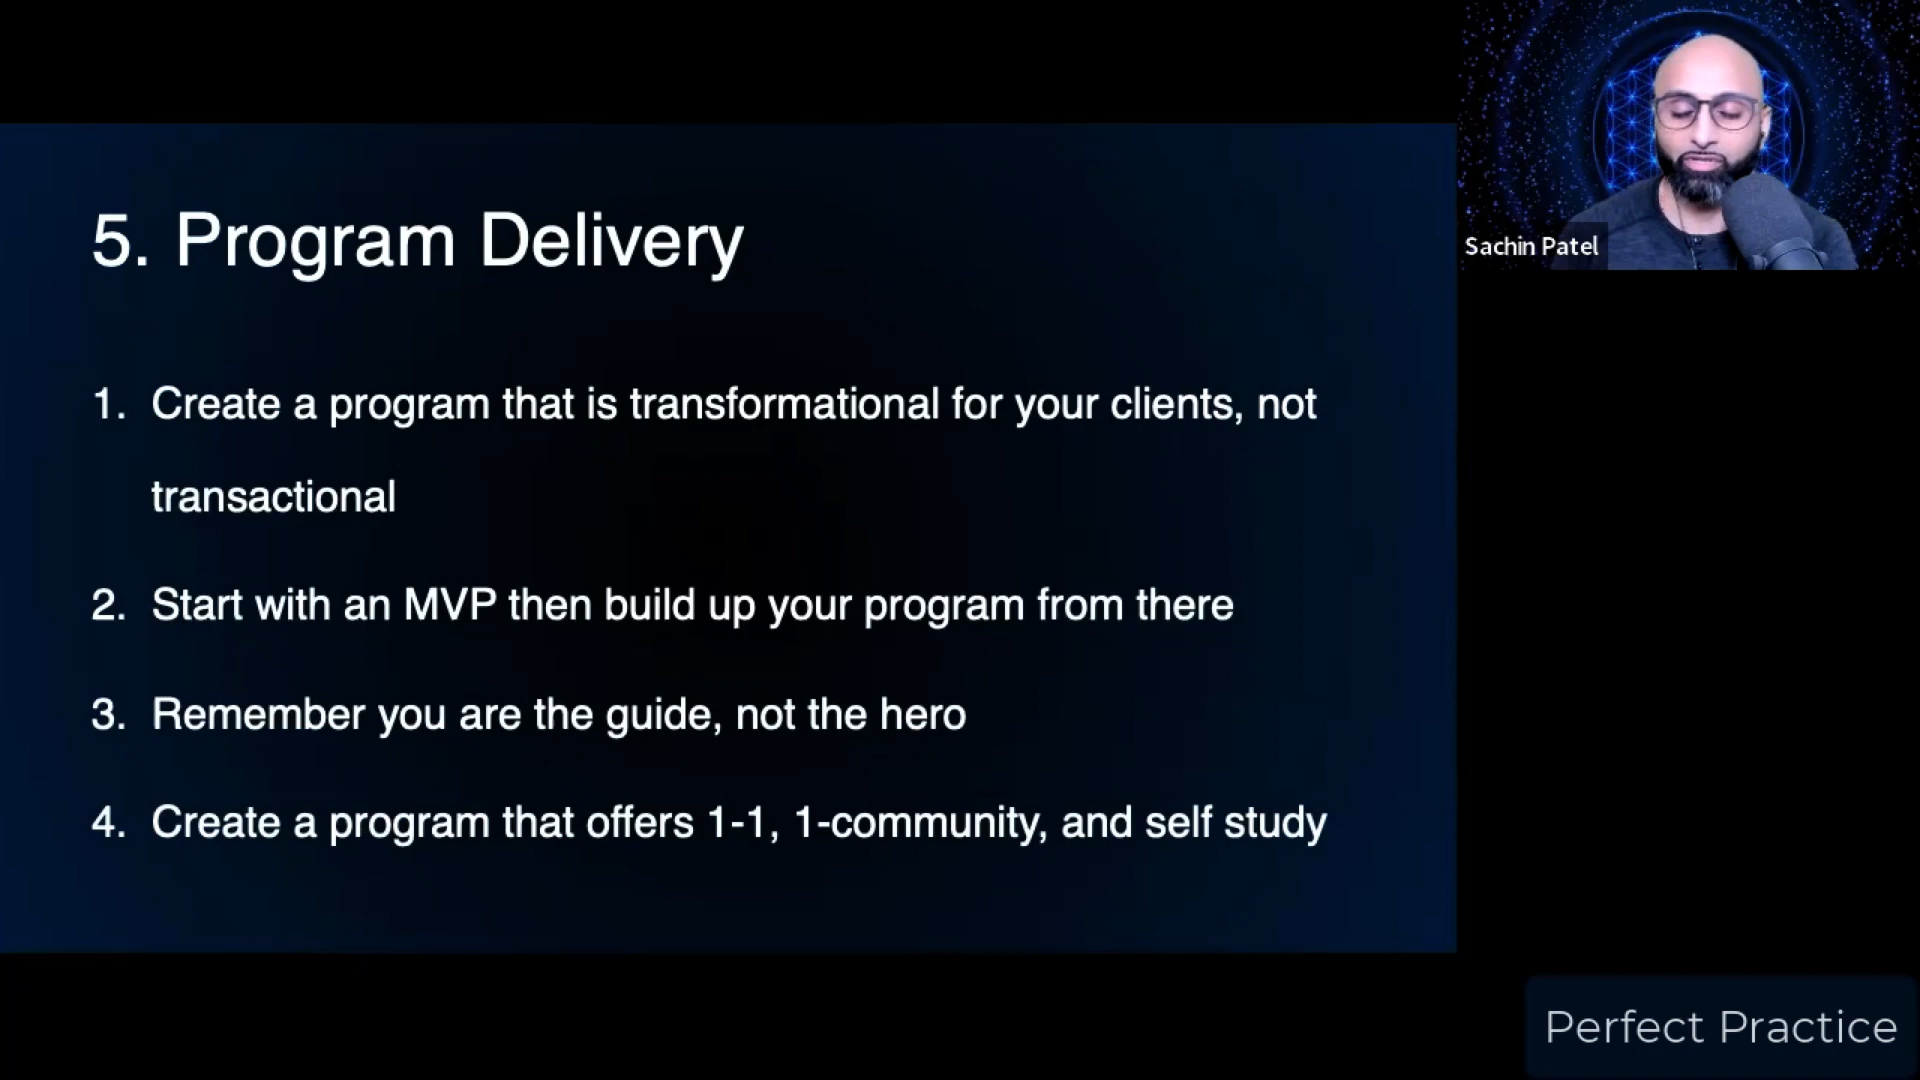 5. Program Delivery
1. Create a program that is transformational for your clients, not
transactional
2. Start with an MVP then build up your program from there
3. Remember you are the guide, not the hero
4. Create a program that offers 1-1, 1-community, and self study
Sachin Patel
Perfect Practice